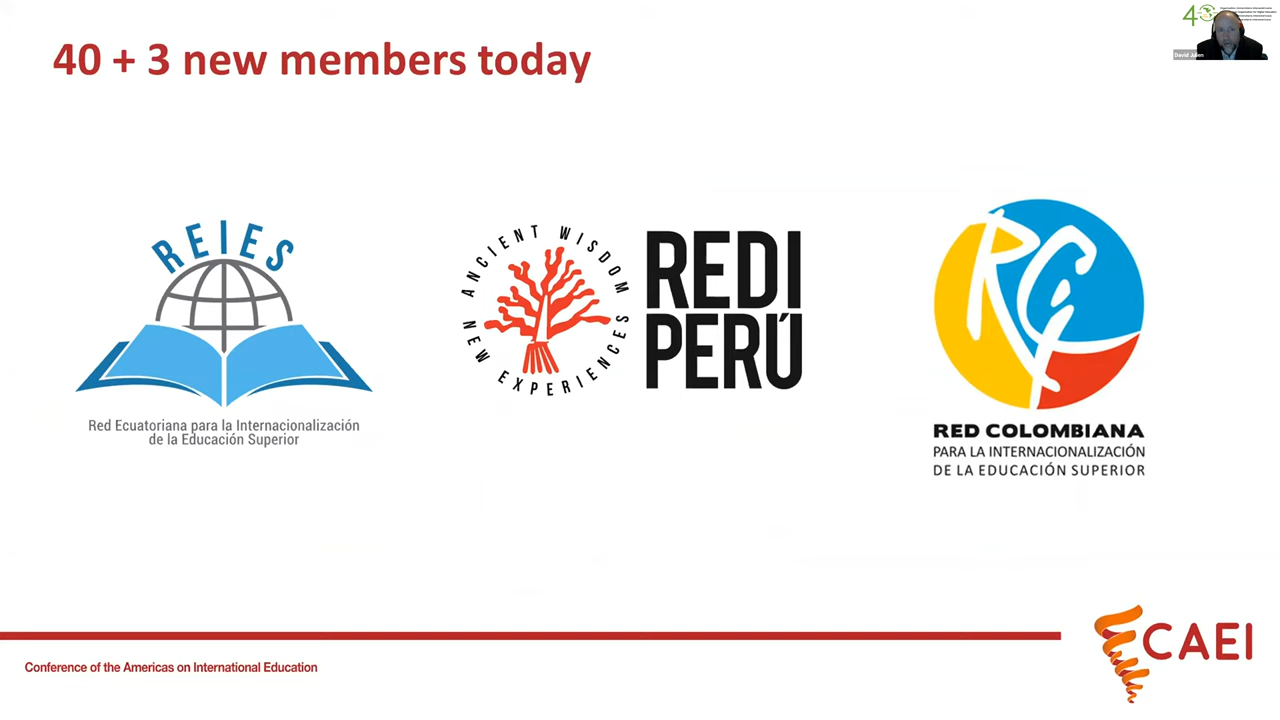 40 + 3 new members today
4
David Julien
REIES
Red Ecuatoriana para la Internacionalización
de la Educación Superior
ANCIENT WISDOM
NEW EXPERIENCES
REDI
PERÚ
RCI
RED COLOMBIANA
PARA LA INTERNACIONALIZACIÓN
DE LA EDUCACIÓN SUPERIOR
Conference of the Americas on International Education
CAEI